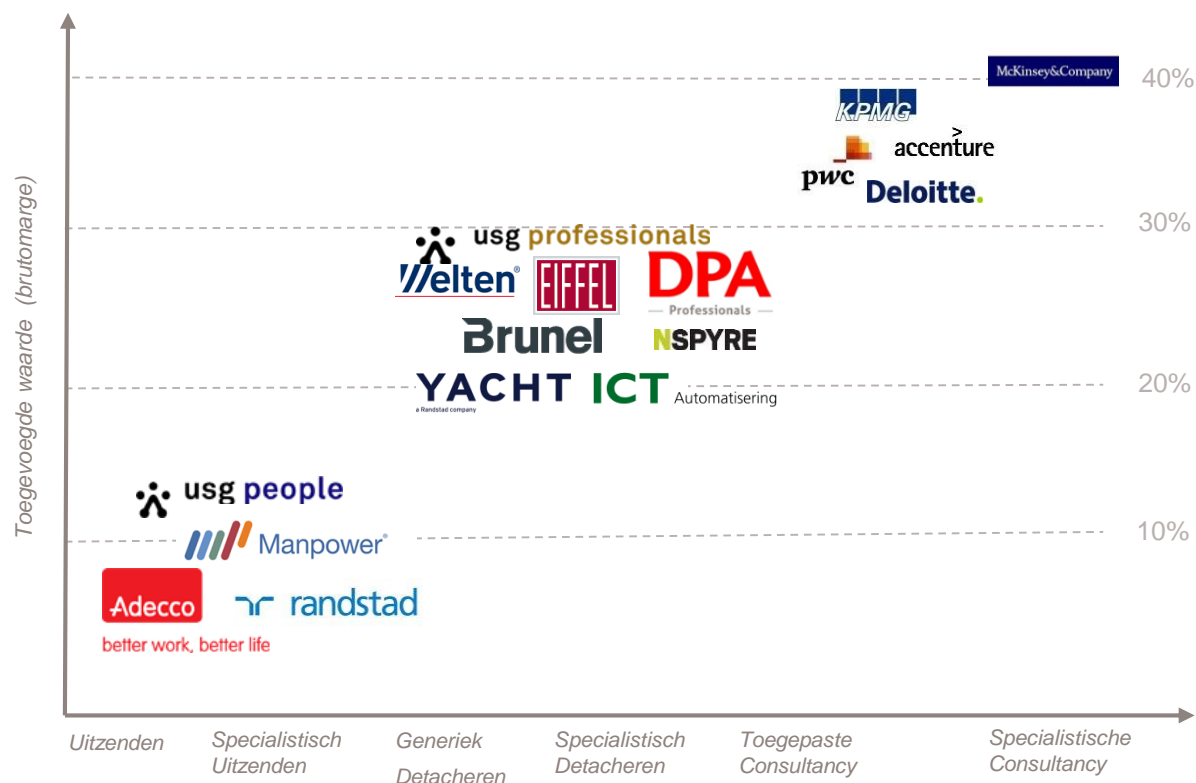 McKinsey&Company
40%
KPMG
accenture
pwc
Deloitte.
Toegevoegde waarde (brutomarge)
30%
usg professionals
Welten®
EIFFEL
DPA
Professionals
Brunel
NSPYRE
20%
YACHT
a Randstad company
ICT Automatisering
usg people
10%
Manpower®
Adecco
better work, better life
randstad
Uitzenden
Specialistisch
Uitzenden
Generiek
Detacheren
Specialistisch
Detacheren
Toegepaste
Consultancy
Specialistische
Consultancy